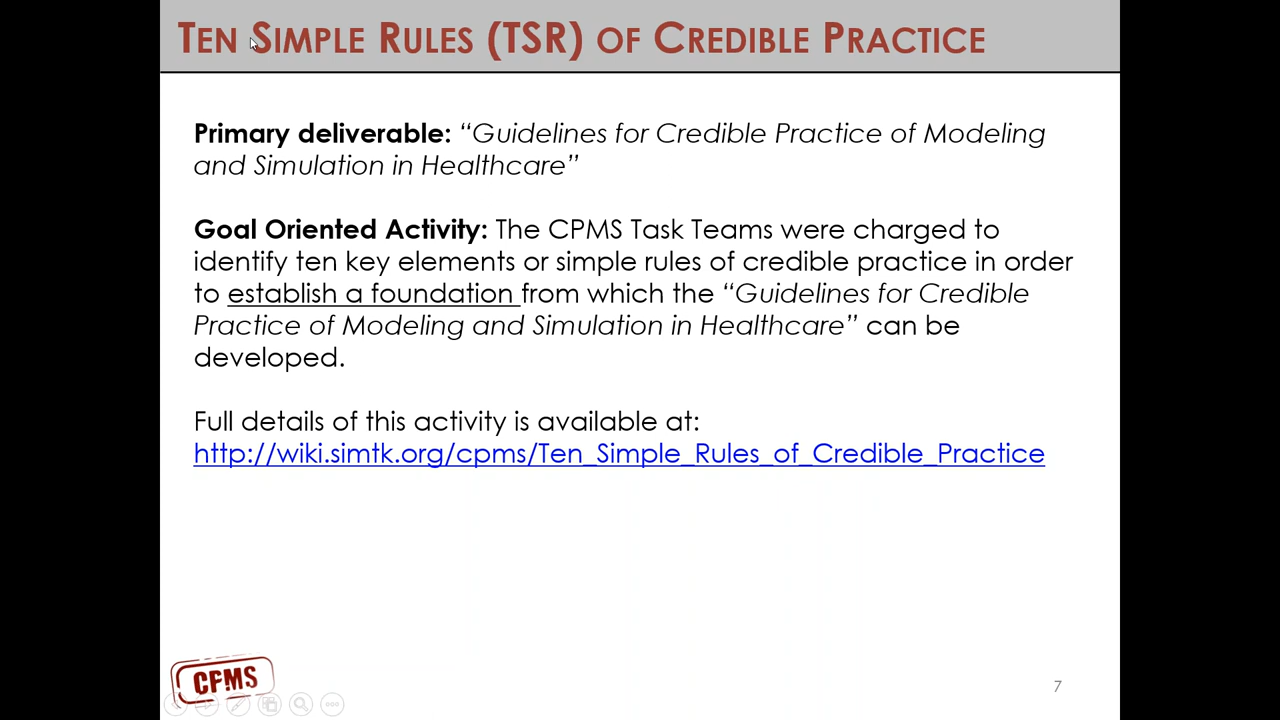 TEN SIMPLE RULES (TSR) OF CREDIBLE PRACTICE
Primary deliverable: “Guidelines for Credible Practice of Modeling
and Simulation in Healthcare”
Goal Oriented Activity: The CPMS Task Teams were charged to
identify ten key elements or simple rules of credible practice in order
to establish a foundation from which the “Guidelines for Credible
Practice of Modeling and Simulation in Healthcare” can be
developed.
Full details of this activity is available at:
http://wiki.simtk.org/cpms/Ten_Simple_Rules_of_Credible_Practice
CPMS
7